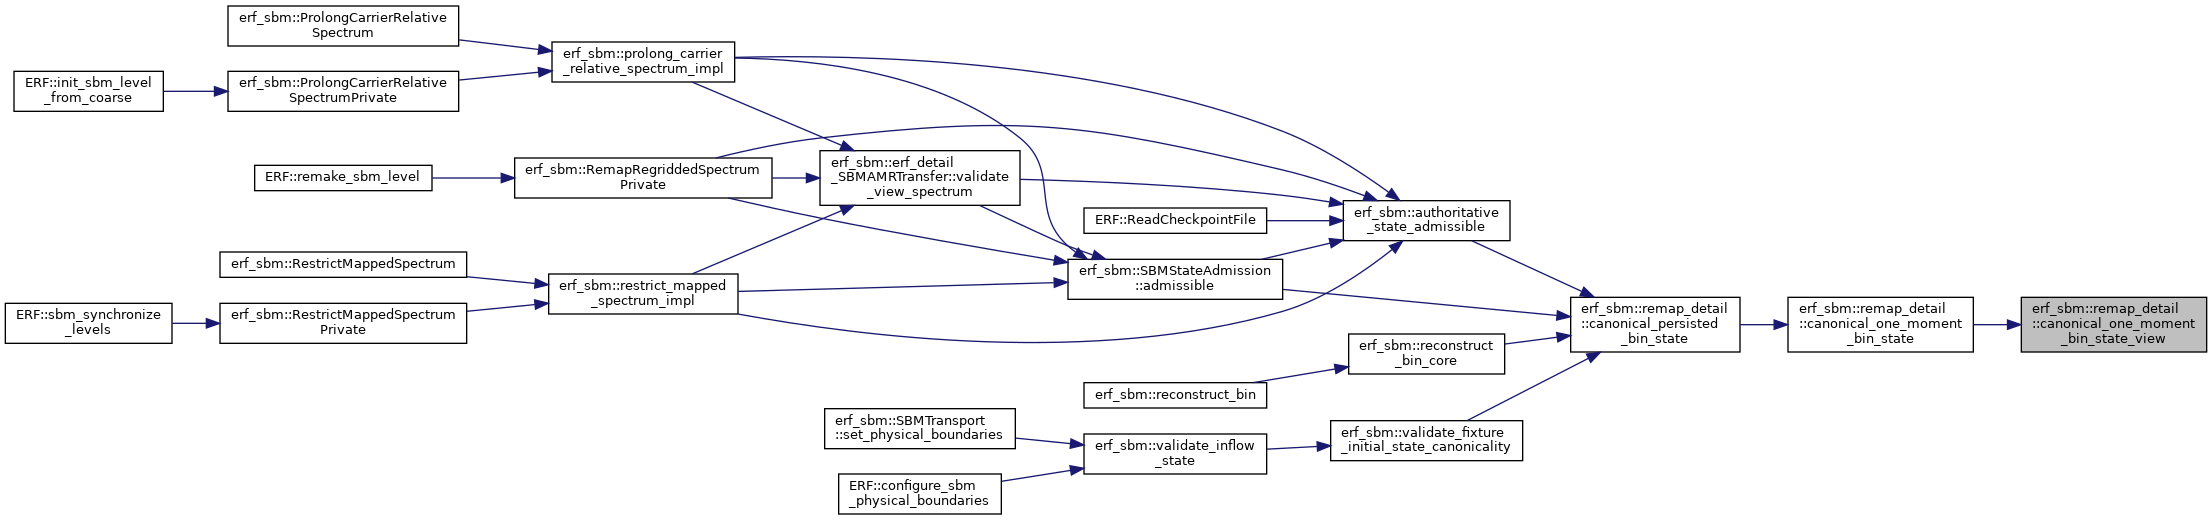 erf_sbm::ProlongCarrierRelative
Spectrum
erf_sbm::prolong_carrier
_relative_spectrum_impl
ERF::init_sbm_level
_from_coarse
erf_sbm::ProlongCarrierRelative
SpectrumPrivate
ERF::remake_sbm_level
erf_sbm::RemapRegriddedSpectrum
Private
erf_sbm::erf_detail
_SBMAMRTransfer::validate
_view_spectrum
ERF::ReadCheckpointFile
erf_sbm::authoritative
_state_admissible
erf_sbm::RestrictMappedSpectrum
erf_sbm::restrict_mapped
_spectrum_impl
erf_sbm::SBMStateAdmission
::admissible
ERF::sbm_synchronize
_levels
erf_sbm::RestrictMappedSpectrum
Private
erf_sbm::remap_detail
::canonical_persisted
_bin_state
erf_sbm::remap_detail
::canonical_one_moment
_bin_state
erf_sbm::remap_detail
::canonical_one_moment
_bin_state_view
erf_sbm::reconstruct
_bin_core
erf_sbm::reconstruct_bin
erf_sbm::SBMTransport
::set_physical_boundaries
erf_sbm::validate_inflow
_state
erf_sbm::validate_fixture
_initial_state_canonicality
ERF::configure_sbm
_physical_boundaries